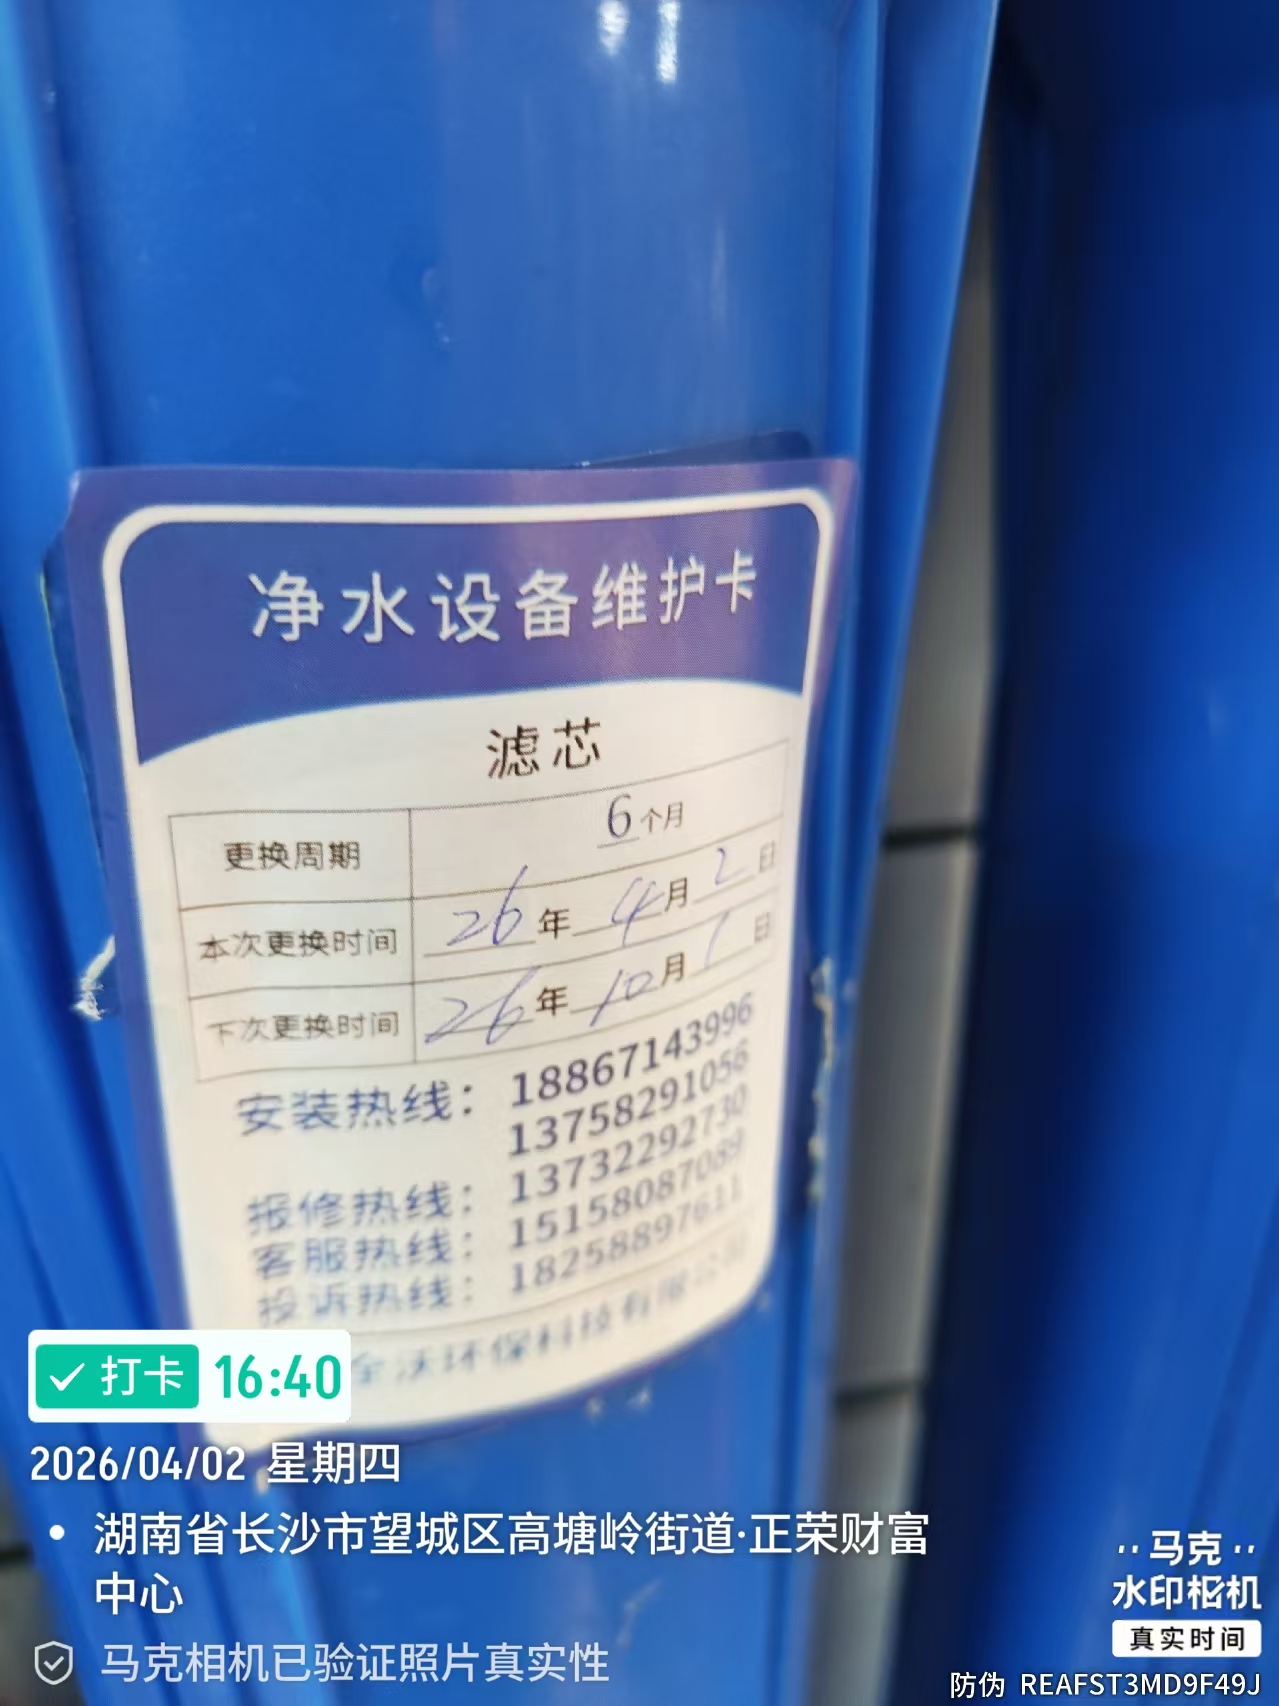 净水设备维护卡
滤芯
更换周期 6个月
本次更换时间 26年4月2日
下次更换时间 26年10月1日
安装热线：18867143996
13758291056
报修热线：13732292730
客服热线：15158087089
投诉热线：18258897611
沃环保科技有限公司
打卡 16:40
2026/04/02 星期四
湖南省长沙市望城区高塘岭街道·正荣财富
中心
马克相机已验证照片真实性
马克
水印相机
真实时间
防伪 REAFST3MD9F49J